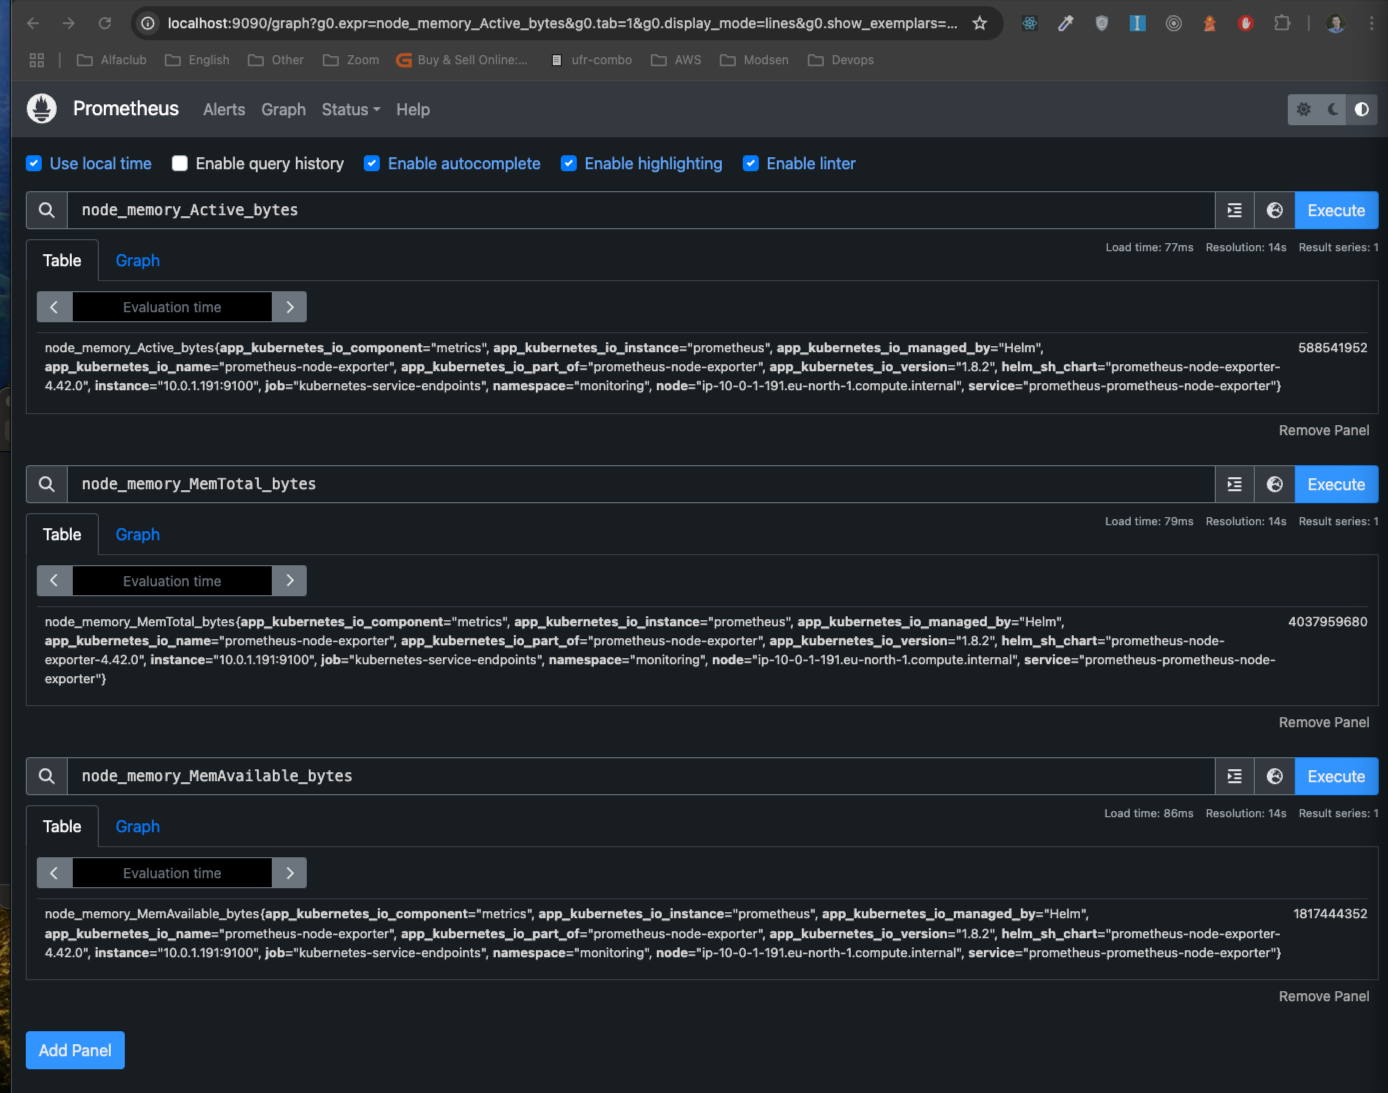 localhost:9090/graph?g0.expr=node_memory_Active_bytes&g0.tab=1&g0.display_mode=lines&g0.show_exemplars=...
Alfaclub English Other Zoom Buy & Sell Online:... ufr-combo AWS Modsen Devops
Prometheus Alerts Graph Status Help
Use local time Enable query history Enable autocomplete Enable highlighting Enable linter
node_memory_Active_bytes Execute
Load time: 77ms Resolution: 14s Result series: 1
Table Graph
Evaluation time
node_memory_Active_bytes{app_kubernetes_io_component="metrics", app_kubernetes_io_instance="prometheus", app_kubernetes_io_managed_by="Helm", 588541952
app_kubernetes_io_name="prometheus-node-exporter", app_kubernetes_io_part_of="prometheus-node-exporter", app_kubernetes_io_version="1.8.2", helm_sh_chart="prometheus-node-exporter-
4.42.0", instance="10.0.1.191:9100", job="kubernetes-service-endpoints", namespace="monitoring", node="ip-10-0-1-191.eu-north-1.compute.internal", service="prometheus-prometheus-node-exporter"}
Remove Panel
node_memory_MemTotal_bytes Execute
Load time: 79ms Resolution: 14s Result series: 1
Table Graph
Evaluation time
node_memory_MemTotal_bytes{app_kubernetes_io_component="metrics", app_kubernetes_io_instance="prometheus", app_kubernetes_io_managed_by="Helm", 4037959680
app_kubernetes_io_name="prometheus-node-exporter", app_kubernetes_io_part_of="prometheus-node-exporter", app_kubernetes_io_version="1.8.2", helm_sh_chart="prometheus-node-
exporter-4.42.0", instance="10.0.1.191:9100", job="kubernetes-service-endpoints", namespace="monitoring", node="ip-10-0-1-191.eu-north-1.compute.internal", service="prometheus-prometheus-node-
exporter"}
Remove Panel
node_memory_MemAvailable_bytes Execute
Load time: 86ms Resolution: 14s Result series: 1
Table Graph
Evaluation time
node_memory_MemAvailable_bytes{app_kubernetes_io_component="metrics", app_kubernetes_io_instance="prometheus", app_kubernetes_io_managed_by="Helm", 1817444352
app_kubernetes_io_name="prometheus-node-exporter", app_kubernetes_io_part_of="prometheus-node-exporter", app_kubernetes_io_version="1.8.2", helm_sh_chart="prometheus-node-exporter-
4.42.0", instance="10.0.1.191:9100", job="kubernetes-service-endpoints", namespace="monitoring", node="ip-10-0-1-191.eu-north-1.compute.internal", service="prometheus-prometheus-node-exporter"}
Remove Panel
Add Panel